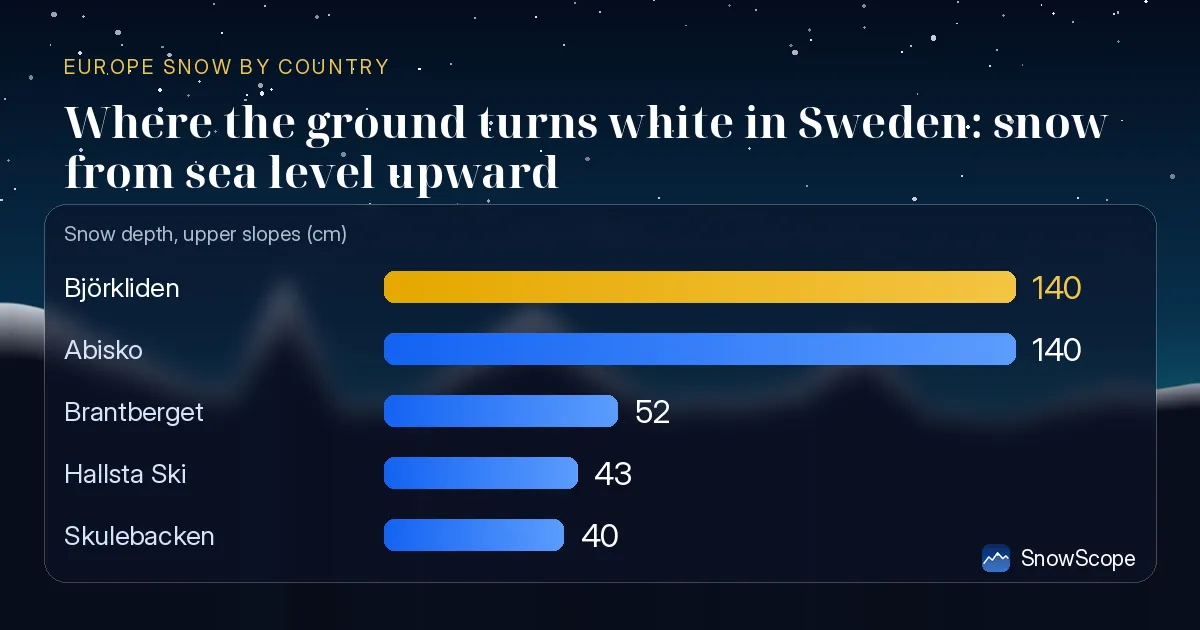 EUROPE SNOW BY COUNTRY
Where the ground turns white in Sweden: snow
from sea level upward
Snow depth, upper slopes (cm)
Björkliden 140
Abisko 140
Brantberget 52
Hallsta Ski 43
Skulebacken 40
SnowScope